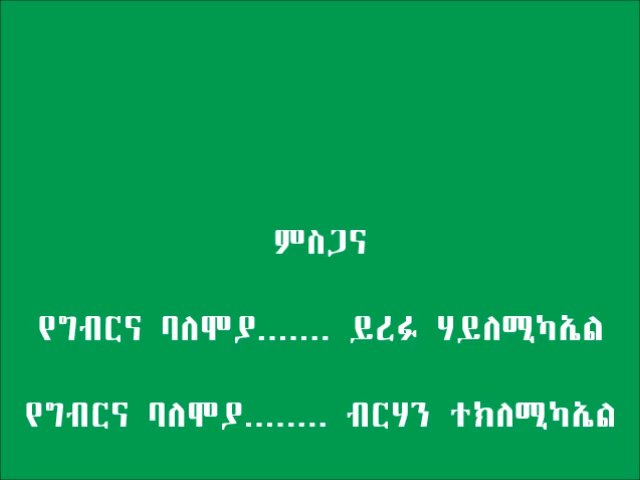 ምስጋና
የግብርና ባለሞያ....... ይረፉ ሃይለሚካኤል
የግብርና ባለሞያ........ ብርሃን ተክለሚካኤል